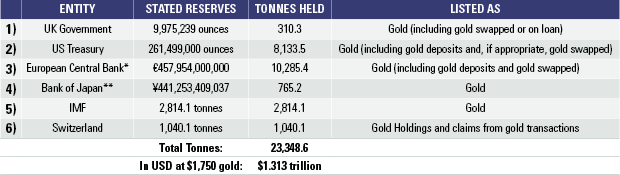 ENTITY STATED RESERVES TONNES HELD LISTED AS
1) UK Government 9,975,239 ounces 310.3 Gold (including gold swapped or on loan)
2) US Treasury 261,499,000 ounces 8,133.5 Gold (including gold deposits and, if appropriate, gold swapped)
3) European Central Bank* €457,954,000,000 10,285.4 Gold (including gold deposits and gold swapped)
4) Bank of Japan** ¥441,253,409,037 765.2 Gold
5) IMF 2,814.1 tonnes 2,814.1 Gold
6) Switzerland 1,040.1 tonnes 1,040.1 Gold Holdings and claims from gold transactions
Total Tonnes: 23,348.6
In USD at $1,750 gold: $1.313 trillion